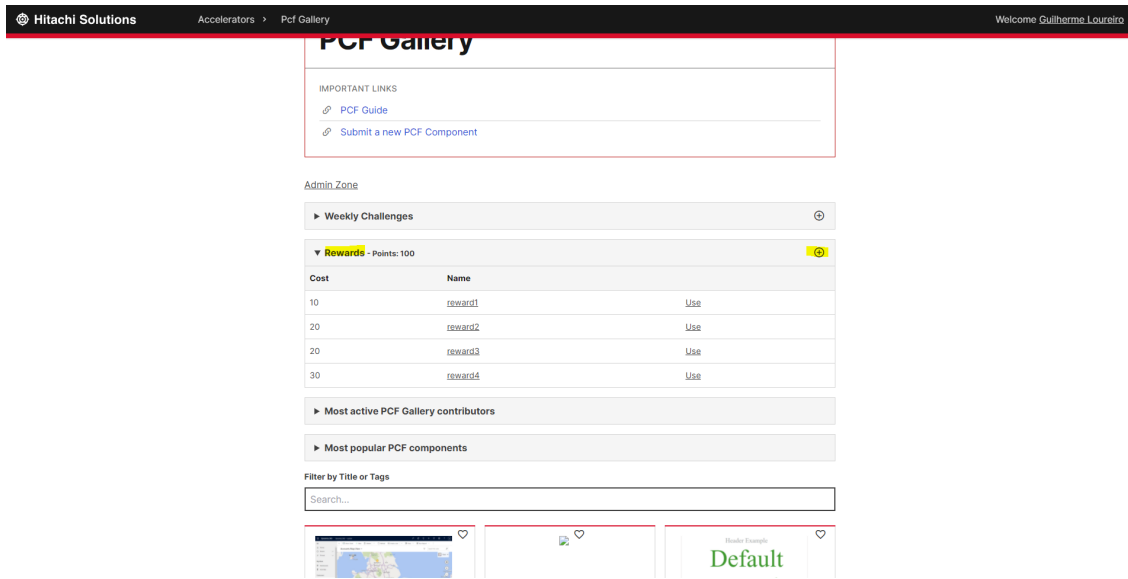 Hitachi Solutions Accelerators > Pcf Gallery Welcome Guilherme Loureiro
PCF Gallery
IMPORTANT LINKS
PCF Guide
Submit a new PCF Component
Admin Zone
Weekly Challenges
Rewards - Points: 100
Cost Name
10 reward1 Use
20 reward2 Use
20 reward3 Use
30 reward4 Use
Most active PCF Gallery contributors
Most popular PCF components
Filter by Title or Tags
Search...
Header Example
Default